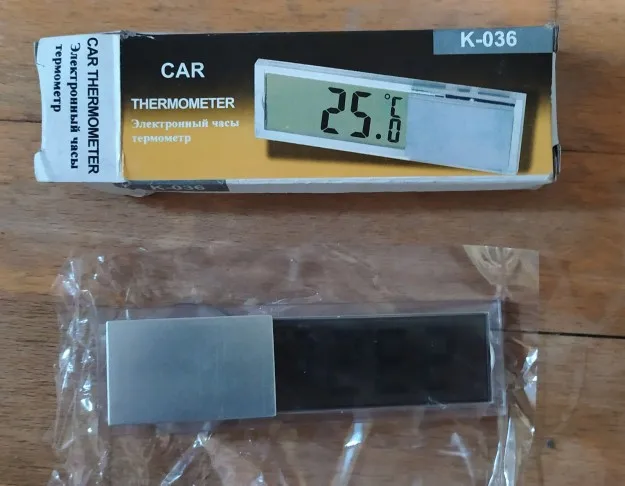 CAR THERMOMETER
Электронный часы
термометр
K-036
CAR
THERMOMETER
Электронный часы
термометр
25.0
°C
K-036